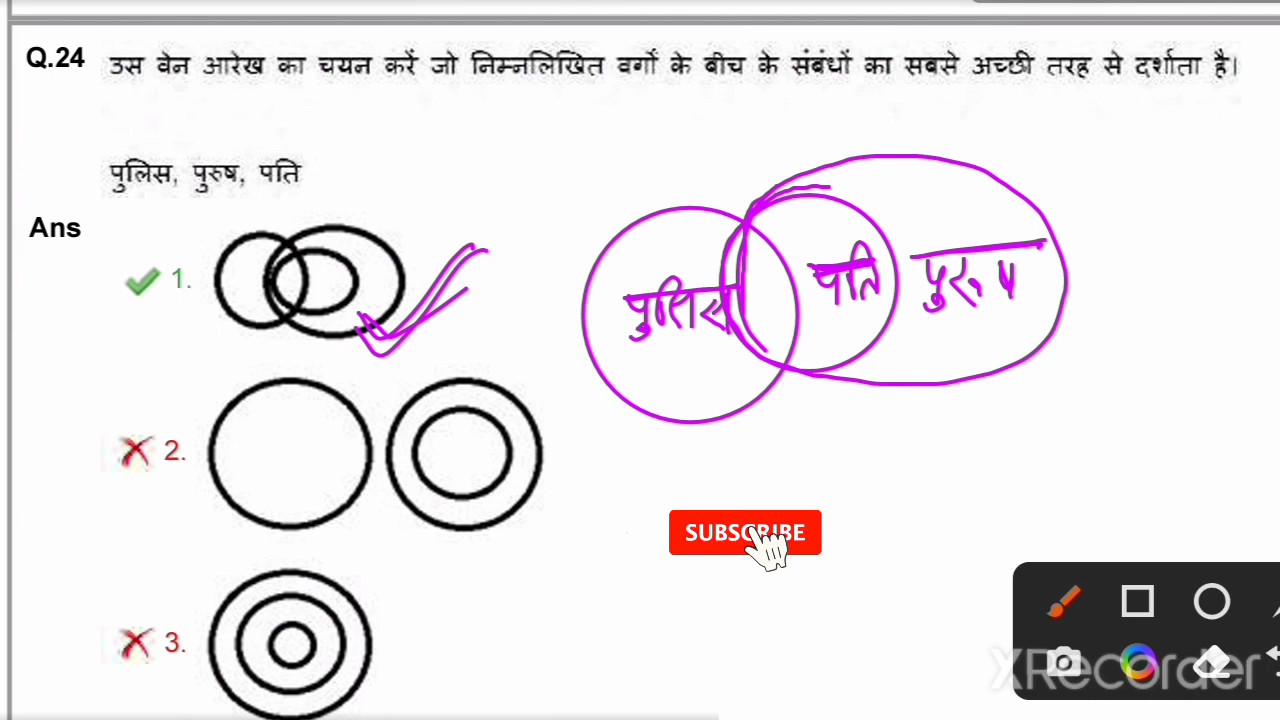 Q.24 उस वेन आरेख का चयन करें जो निम्नलिखित वर्गों के बीच के संबंधों का सबसे अच्छी तरह से दर्शाता है।
पुलिस, पुरुष, पति
Ans
1.
पुलिस पति पुरुष
2.
SUBSCRIBE
3.
XRecorder